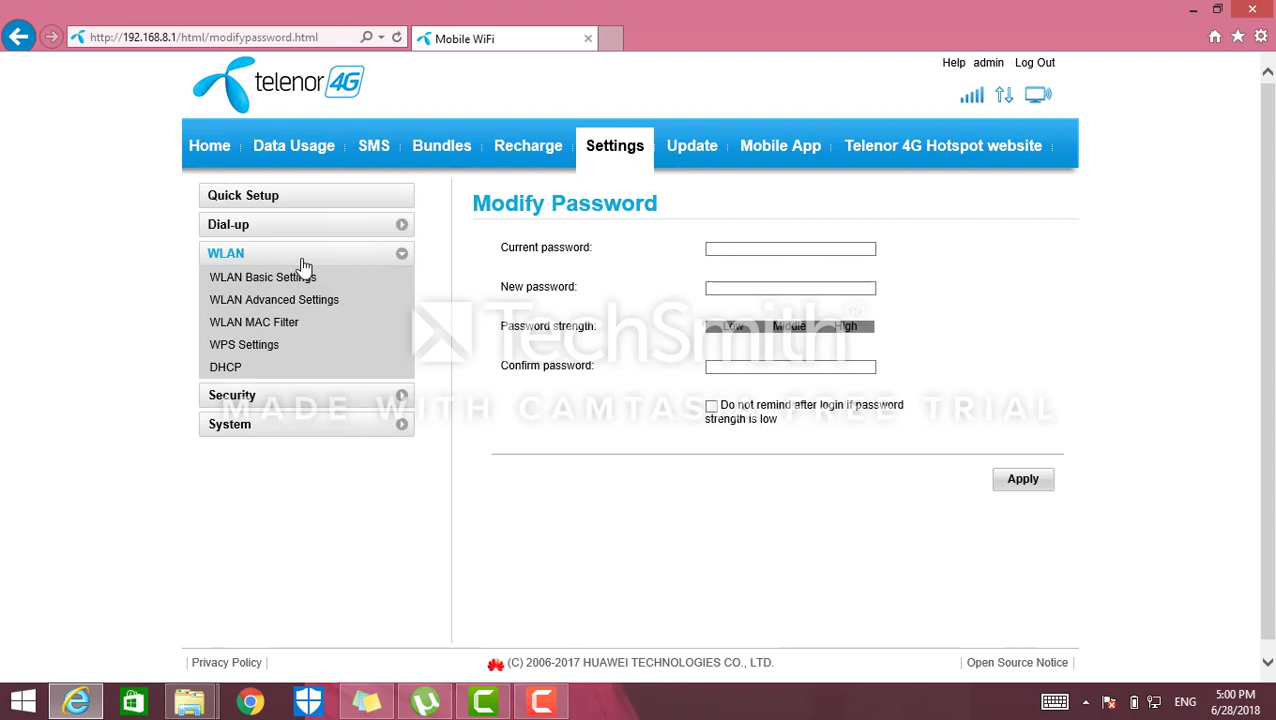 http://192.168.8.1/html/modifypassword.html
Mobile WiFi
telenor 4G
Help admin Log Out
Home Data Usage SMS Bundles Recharge Settings Update Mobile App Telenor 4G Hotspot website
Quick Setup
Dial-up
WLAN
WLAN Basic Settings
WLAN Advanced Settings
WLAN MAC Filter
WPS Settings
DHCP
Security
System
Modify Password
Current password:
New password:
Password strength: Low Middle High
Confirm password:
Do not remind after login if password
strength is low
Apply
TechSmith®
MADE WITH CAMTASIA FREE TRIAL
Privacy Policy
(C) 2006-2017 HUAWEI TECHNOLOGIES CO., LTD.
Open Source Notice
ENG
5:00 PM
6/28/2018